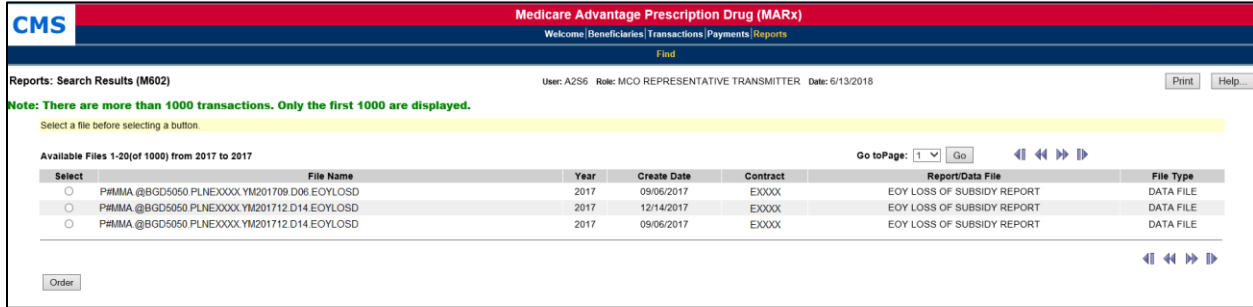 CMS
Medicare Advantage Prescription Drug (MARx)
Welcome|Beneficiaries|Transactions|Payments|Reports
Find
Reports: Search Results (M602) User: A2S6 Role: MCO REPRESENTATIVE TRANSMITTER Date: 6/13/2018 Print Help...
Note: There are more than 1000 transactions. Only the first 1000 are displayed.
Select a file before selecting a button.
Available Files 1-20(of 1000) from 2017 to 2017 Go toPage: 1 Go
Select File Name Year Create Date Contract Report/Data File File Type
P#MMA.@BGD5050.PLNEXXXX.YM201709.D06.EOYLOSD 2017 09/06/2017 EXXXX EOY LOSS OF SUBSIDY REPORT DATA FILE
P#MMA.@BGD5050.PLNEXXXX.YM201712.D14.EOYLOSD 2017 12/14/2017 EXXXX EOY LOSS OF SUBSIDY REPORT DATA FILE
P#MMA.@BGD5050.PLNEXXXX.YM201712.D14.EOYLOSD 2017 09/06/2017 EXXXX EOY LOSS OF SUBSIDY REPORT DATA FILE
Order